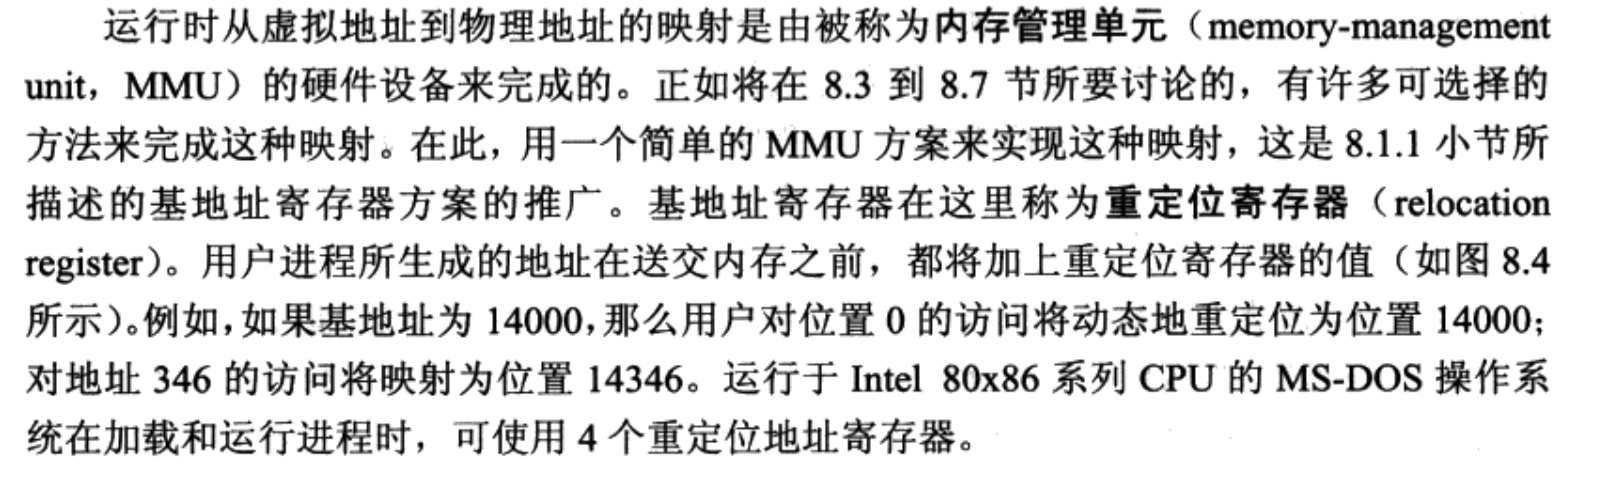 运行时从虚拟地址到物理地址的映射是由被称为内存管理单元（memory-management
unit，MMU）的硬件设备来完成的。正如将在 8.3 到 8.7 节所要讨论的，有许多可选择的
方法来完成这种映射。在此，用一个简单的 MMU 方案来实现这种映射，这是 8.1.1 小节所
描述的基地址寄存器方案的推广。基地址寄存器在这里称为重定位寄存器（relocation
register）。用户进程所生成的地址在送交内存之前，都将加上重定位寄存器的值（如图 8.4
所示）。例如，如果基地址为 14000，那么用户对位置 0 的访问将动态地重定位为位置 14000；
对地址 346 的访问将映射为位置 14346。运行于 Intel 80x86 系列 CPU 的 MS-DOS 操作系
统在加载和运行进程时，可使用 4 个重定位地址寄存器。